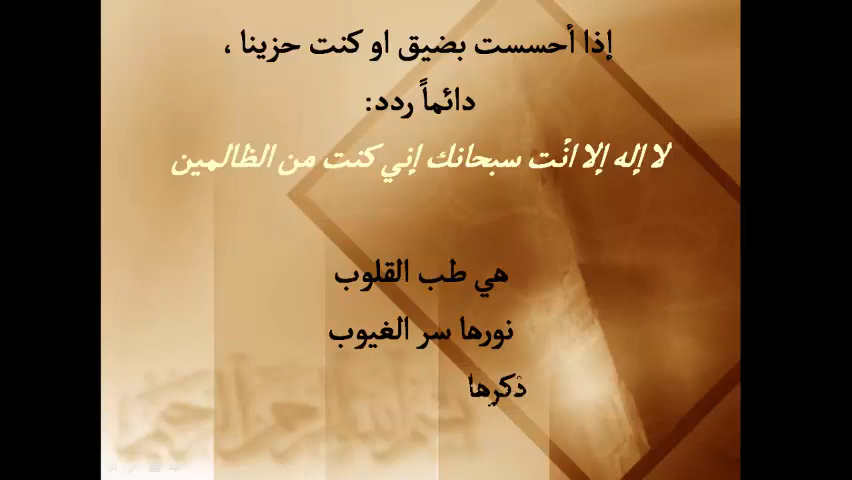 إذا أحسست بضيق او كنت حزينا ،
دائماً ردد:
لا إله إلا انت سبحانك إني كنت من الظالمين
هي طب القلوب
نورها سر الغيوب
ذكرها